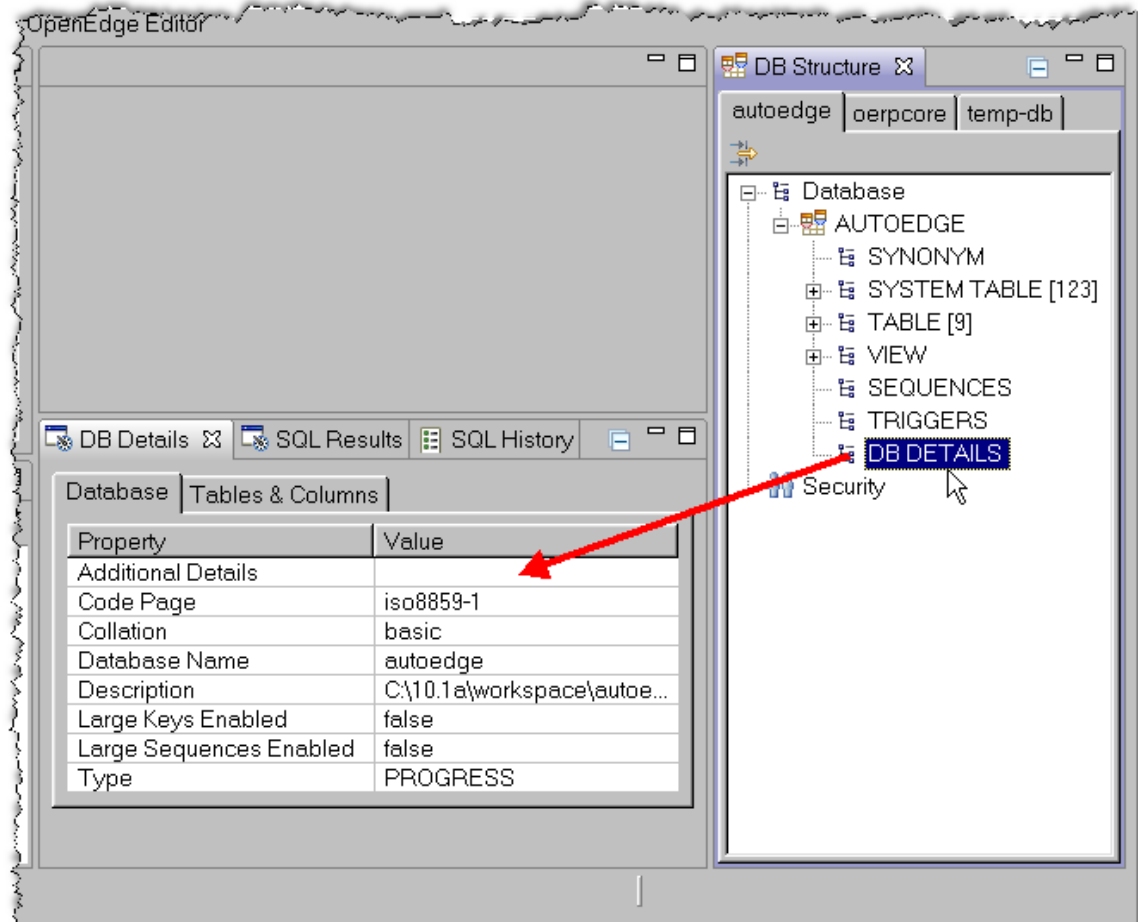 OpenEdge Editor
DB Structure
autoedge oerpcore temp-db
Database
AUTOEDGE
SYNONYM
SYSTEM TABLE [123]
TABLE [9]
VIEW
SEQUENCES
TRIGGERS
DB DETAILS
Security
DB Details SQL Results SQL History
Database Tables & Columns
Property Value
Additional Details
Code Page iso8859-1
Collation basic
Database Name autoedge
Description C:\10.1a\workspace\autoe...
Large Keys Enabled false
Large Sequences Enabled false
Type PROGRESS